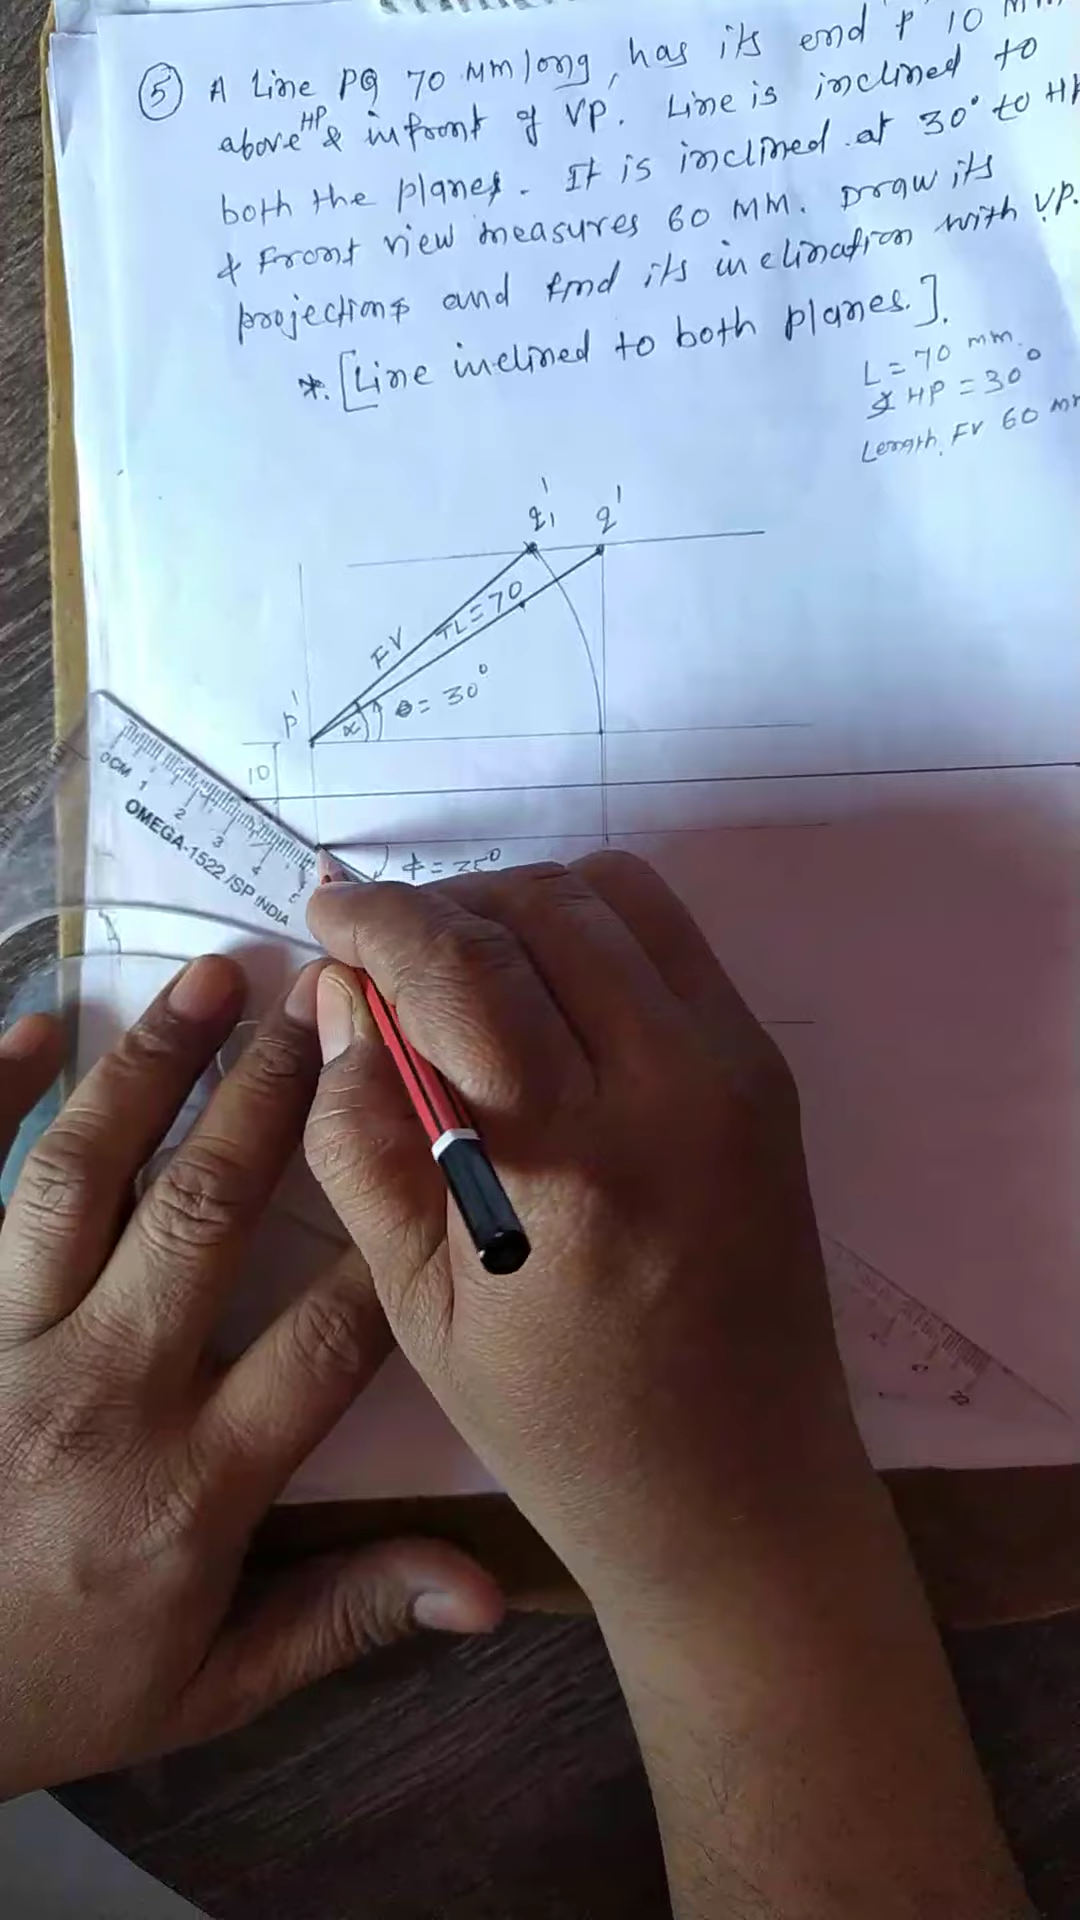 5 A Line PQ 70 MM long, has its end P 10 MM
above HP & infront of VP. Line is inclined to
both the planes. It is inclined at 30° to HP
& Front view measures 60 MM. Draw its
projections and find its inclination with VP.
*. [Line inclined to both planes.].
L = 70 mm.
∡ HP = 30°
Length FV 60 mm
q1' q'
FV
TL=70
p'
α
θ= 30°
10
0CM 1 2 3 4 5
OMEGA-1522/SP INDIA